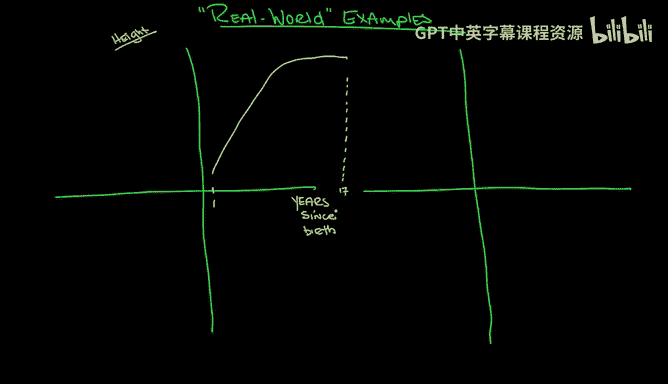 "Real-World" Examples
GPT中英字幕课程资源 bilibili
Height
1
17
YEARS
since
birth